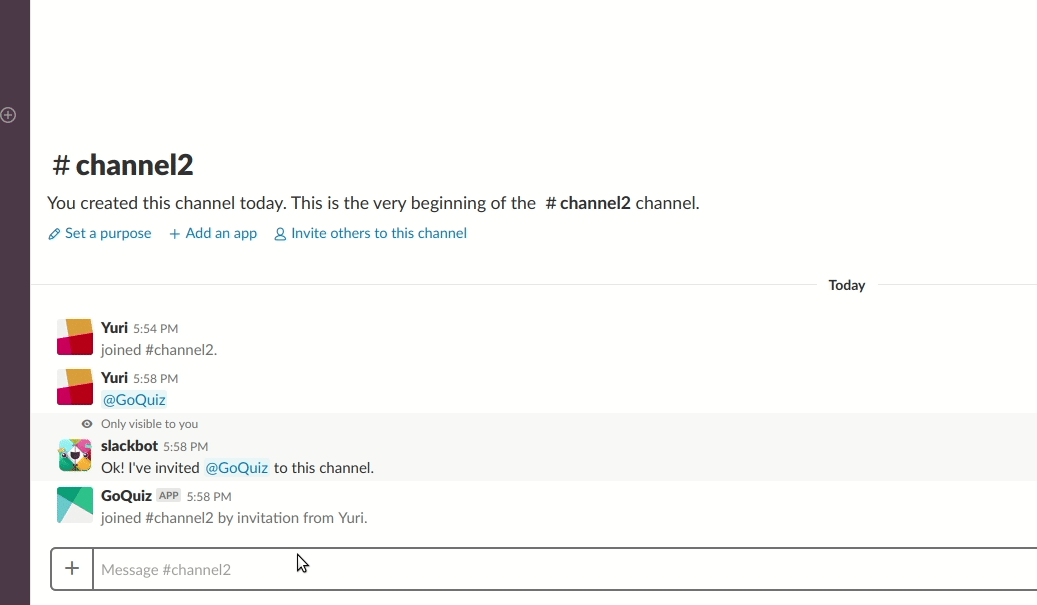 # channel2
You created this channel today. This is the very beginning of the # channel2 channel.
Set a purpose + Add an app Invite others to this channel
Today
Yuri 5:54 PM
joined #channel2.
Yuri 5:58 PM
@GoQuiz
Only visible to you
slackbot 5:58 PM
Ok! I've invited @GoQuiz to this channel.
GoQuiz APP 5:58 PM
joined #channel2 by invitation from Yuri.
+ Message #channel2